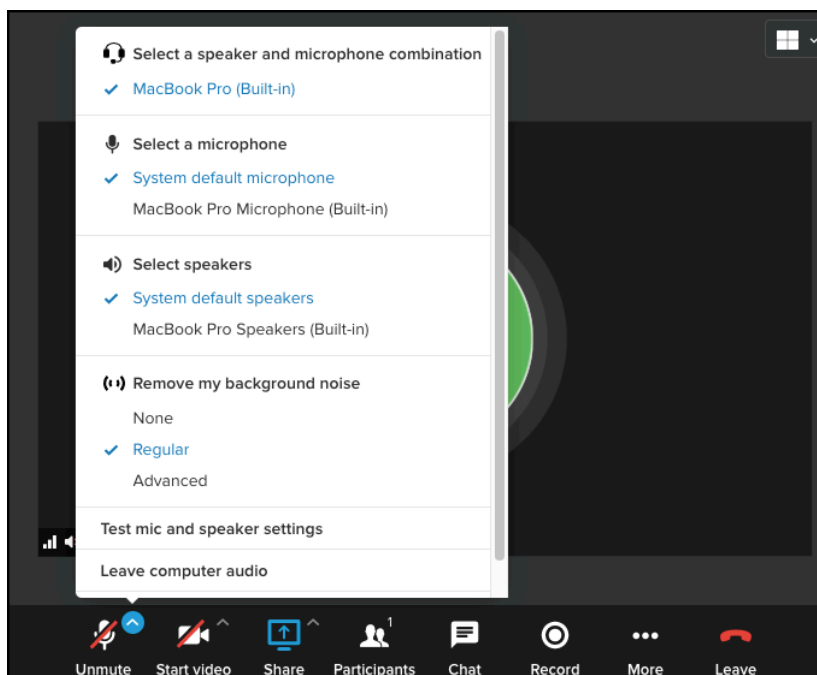 Select a speaker and microphone combination
MacBook Pro (Built-in)
Select a microphone
System default microphone
MacBook Pro Microphone (Built-in)
Select speakers
System default speakers
MacBook Pro Speakers (Built-in)
Remove my background noise
None
Regular
Advanced
Test mic and speaker settings
Leave computer audio
1
Unmute Start video Share Participants Chat Record More Leave